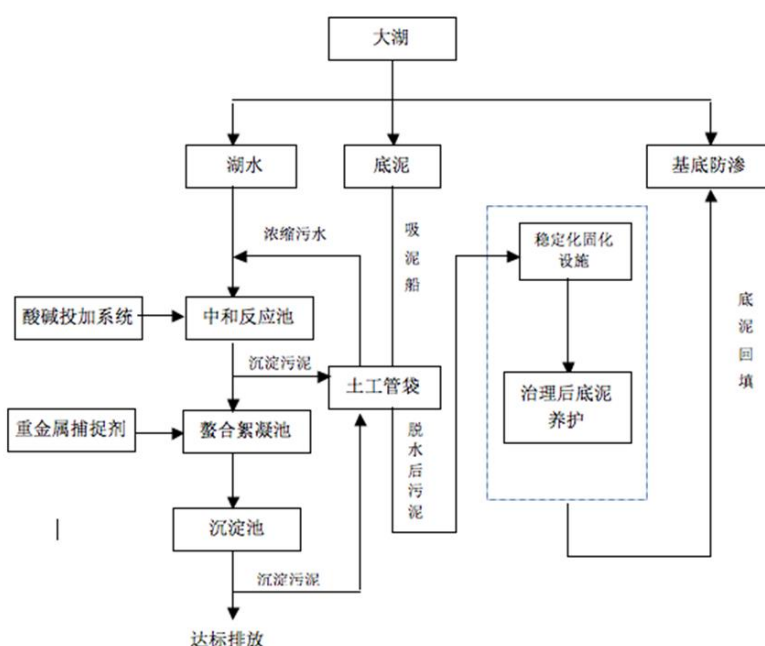 大湖
湖水
底泥
基底防渗
浓缩污水
吸泥船
稳定化固化
设施
酸碱投加系统
中和反应池
底泥回填
沉淀污泥
土工管袋
治理后底泥
养护
重金属捕捉剂
螯合絮凝池
脱水后污泥
沉淀池
沉淀污泥
达标排放